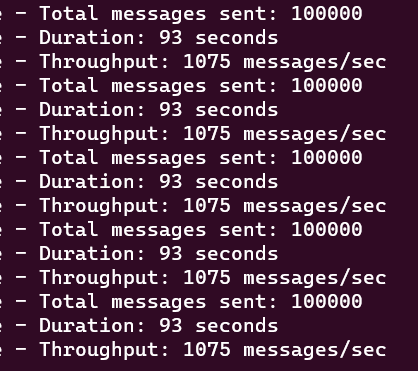 e - Total messages sent: 100000
e - Duration: 93 seconds
e - Throughput: 1075 messages/sec
e - Total messages sent: 100000
e - Duration: 93 seconds
e - Throughput: 1075 messages/sec
e - Total messages sent: 100000
e - Duration: 93 seconds
e - Throughput: 1075 messages/sec
e - Total messages sent: 100000
e - Duration: 93 seconds
e - Throughput: 1075 messages/sec
e - Total messages sent: 100000
e - Duration: 93 seconds
e - Throughput: 1075 messages/sec